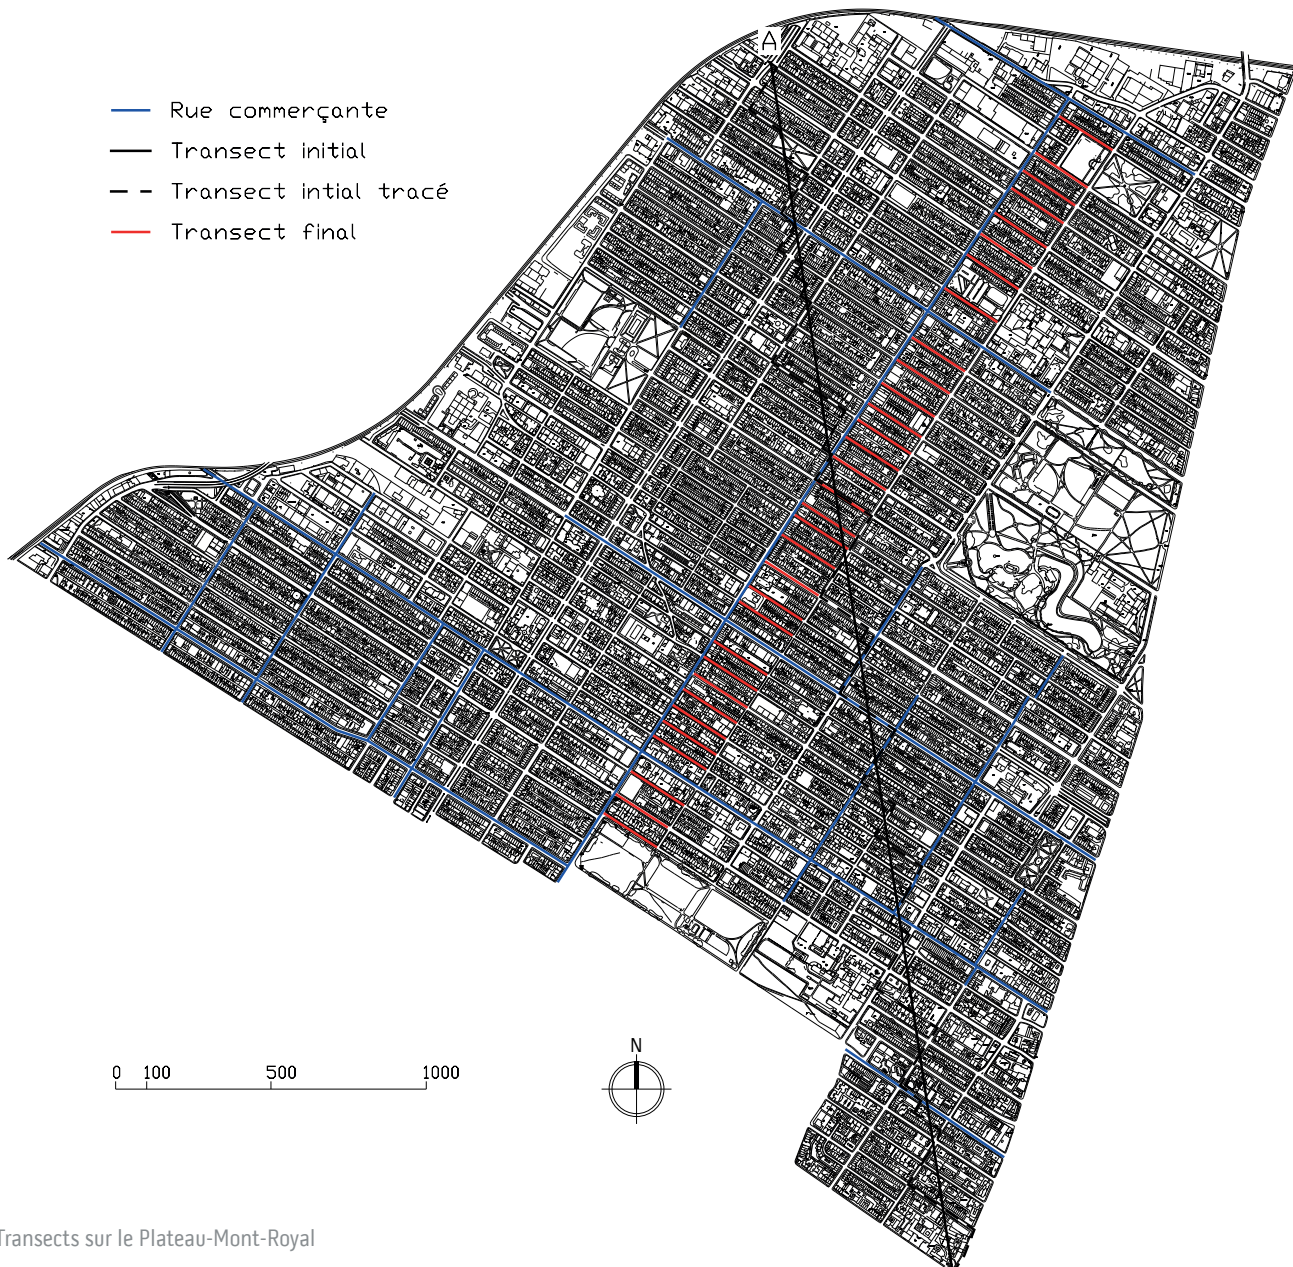 A
Rue commerçante
Transect initial
Transect intial tracé
Transect final
N
0 100 500 1000
Transects sur le Plateau-Mont-Royal